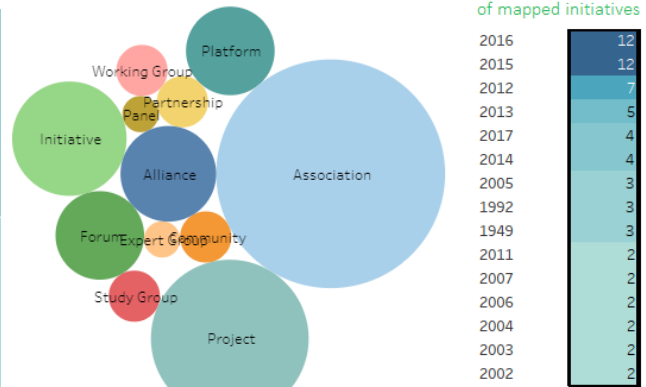 of mapped initiatives
Platform
Working Group
Partnership
Panel
Initiative
Alliance
Association
Forum
Expert Group
Community
Study Group
Project
2016 12
2015 12
2012 7
2013 5
2017 4
2014 4
2005 3
1992 3
1949 3
2011 2
2007 2
2006 2
2004 2
2003 2
2002 2